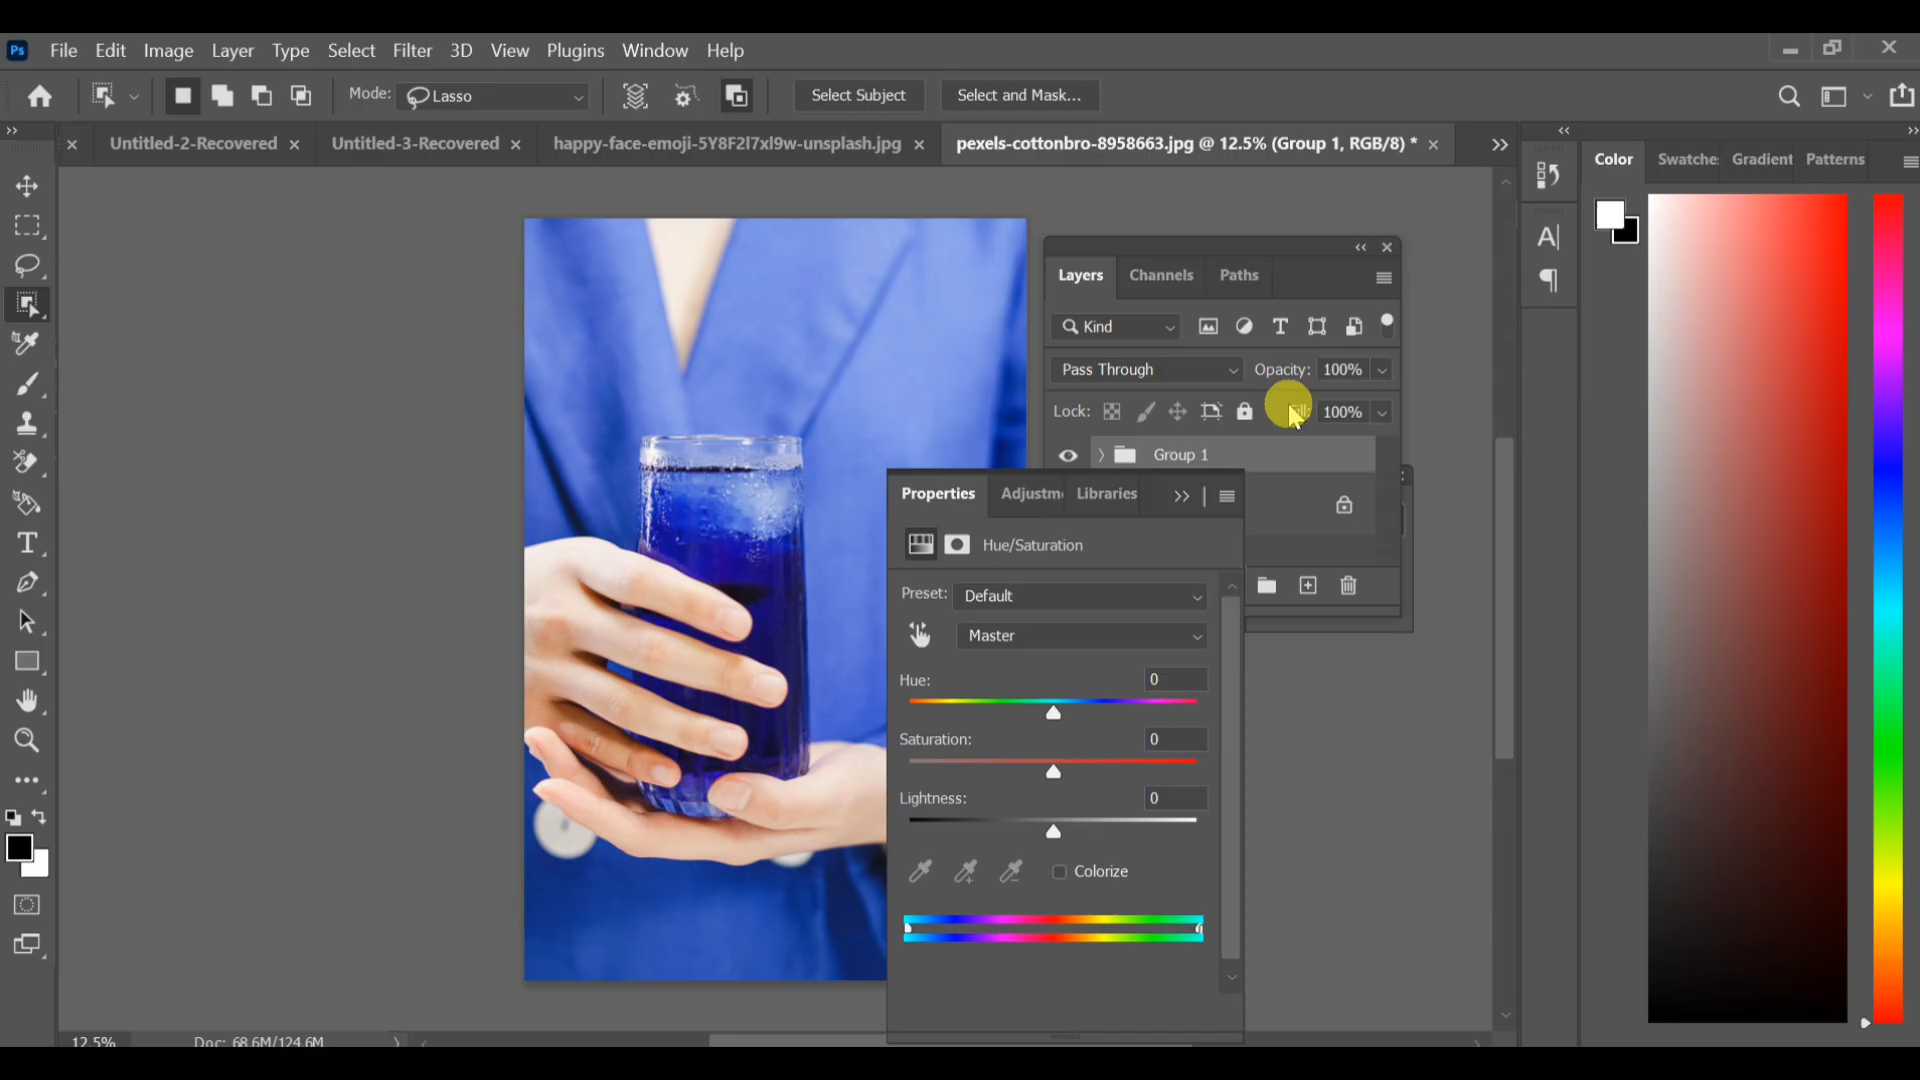 Ps File Edit Image Layer Type Select Filter 3D View Plugins Window Help
Mode: Lasso Select Subject Select and Mask...
Untitled-2-Recovered × Untitled-3-Recovered × happy-face-emoji-5Y8F2l7xl9w-unsplash.jpg × pexels-cottonbro-8958663.jpg @ 12.5% (Group 1, RGB/8) * ×
Color Swatche Gradient Patterns
Layers Channels Paths
Kind
Pass Through Opacity: 100%
Lock: 100%
Group 1
Properties Adjustm Libraries
Hue/Saturation
Preset: Default
Master
Hue: 0
Saturation: 0
Lightness: 0
Colorize
12.5% Doc: 68.6M/124.6M